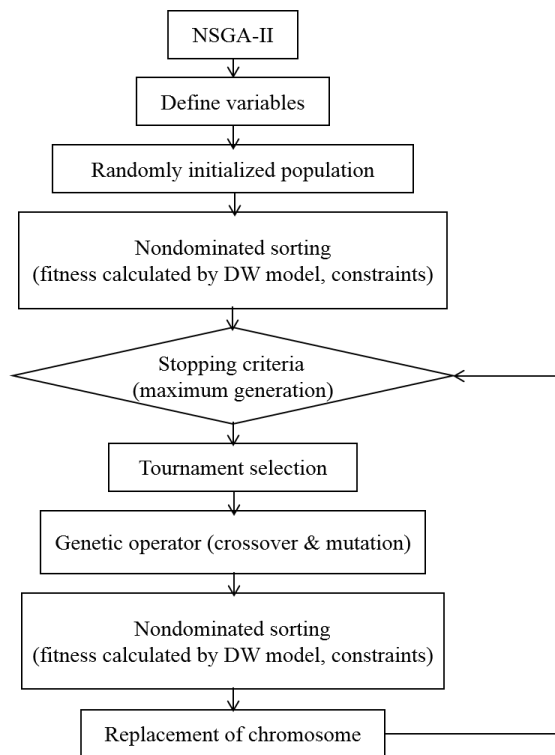 NSGA-II
Define variables
Randomly initialized population
Nondominated sorting
(fitness calculated by DW model, constraints)
Stopping criteria
(maximum generation)
Tournament selection
Genetic operator (crossover & mutation)
Nondominated sorting
(fitness calculated by DW model, constraints)
Replacement of chromosome